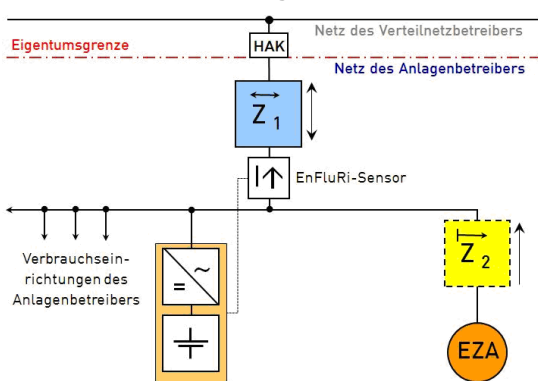 Netz des Verteilnetzbetreibers
Eigentumsgrenze
HAK
Netz des Anlagenbetreibers
Z 1
EnFluRi-Sensor
Verbrauchsein-
richtungen des
Anlagenbetreibers
Z 2
EZA